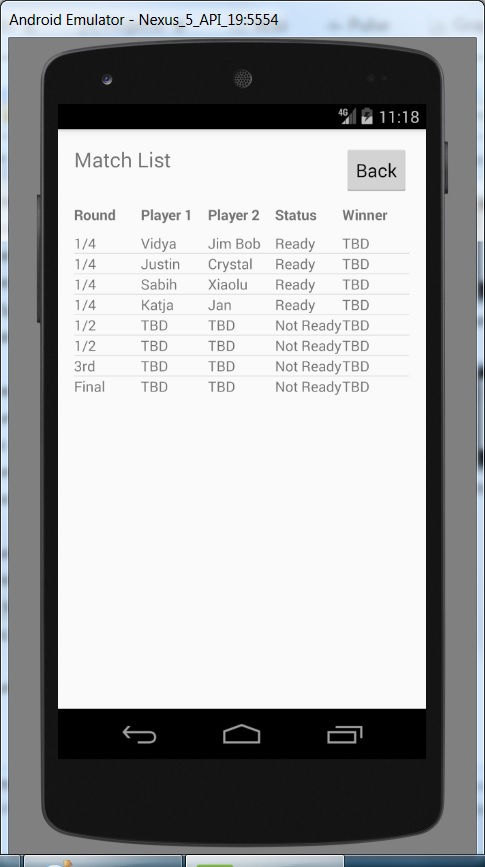 Android Emulator - Nexus_5_API_19:5554
4G 11:18
Match List
Back
Round Player 1 Player 2 Status Winner
1/4 Vidya Jim Bob Ready TBD
1/4 Justin Crystal Ready TBD
1/4 Sabih Xiaolu Ready TBD
1/4 Katja Jan Ready TBD
1/2 TBD TBD Not Ready TBD
1/2 TBD TBD Not Ready TBD
3rd TBD TBD Not Ready TBD
Final TBD TBD Not Ready TBD